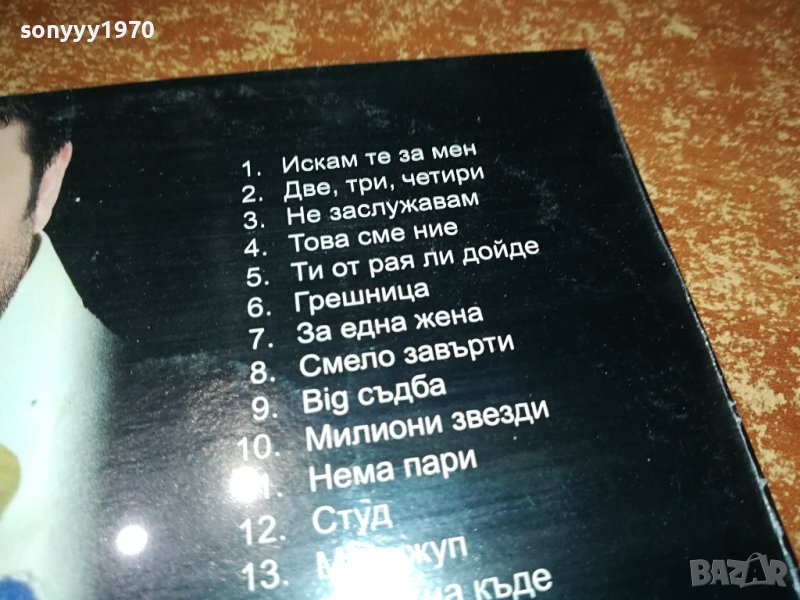 sonyyy1970
1. Искам те за мен
2. Две, три, четири
3. Не заслужавам
4. Това сме ние
5. Ти от рая ли дойде
6. Грешница
7. За една жена
8. Смело завърти
9. Big съдба
10. Милиони звезди
Нема пари
12. Студ
13.
на къде
BAZAR